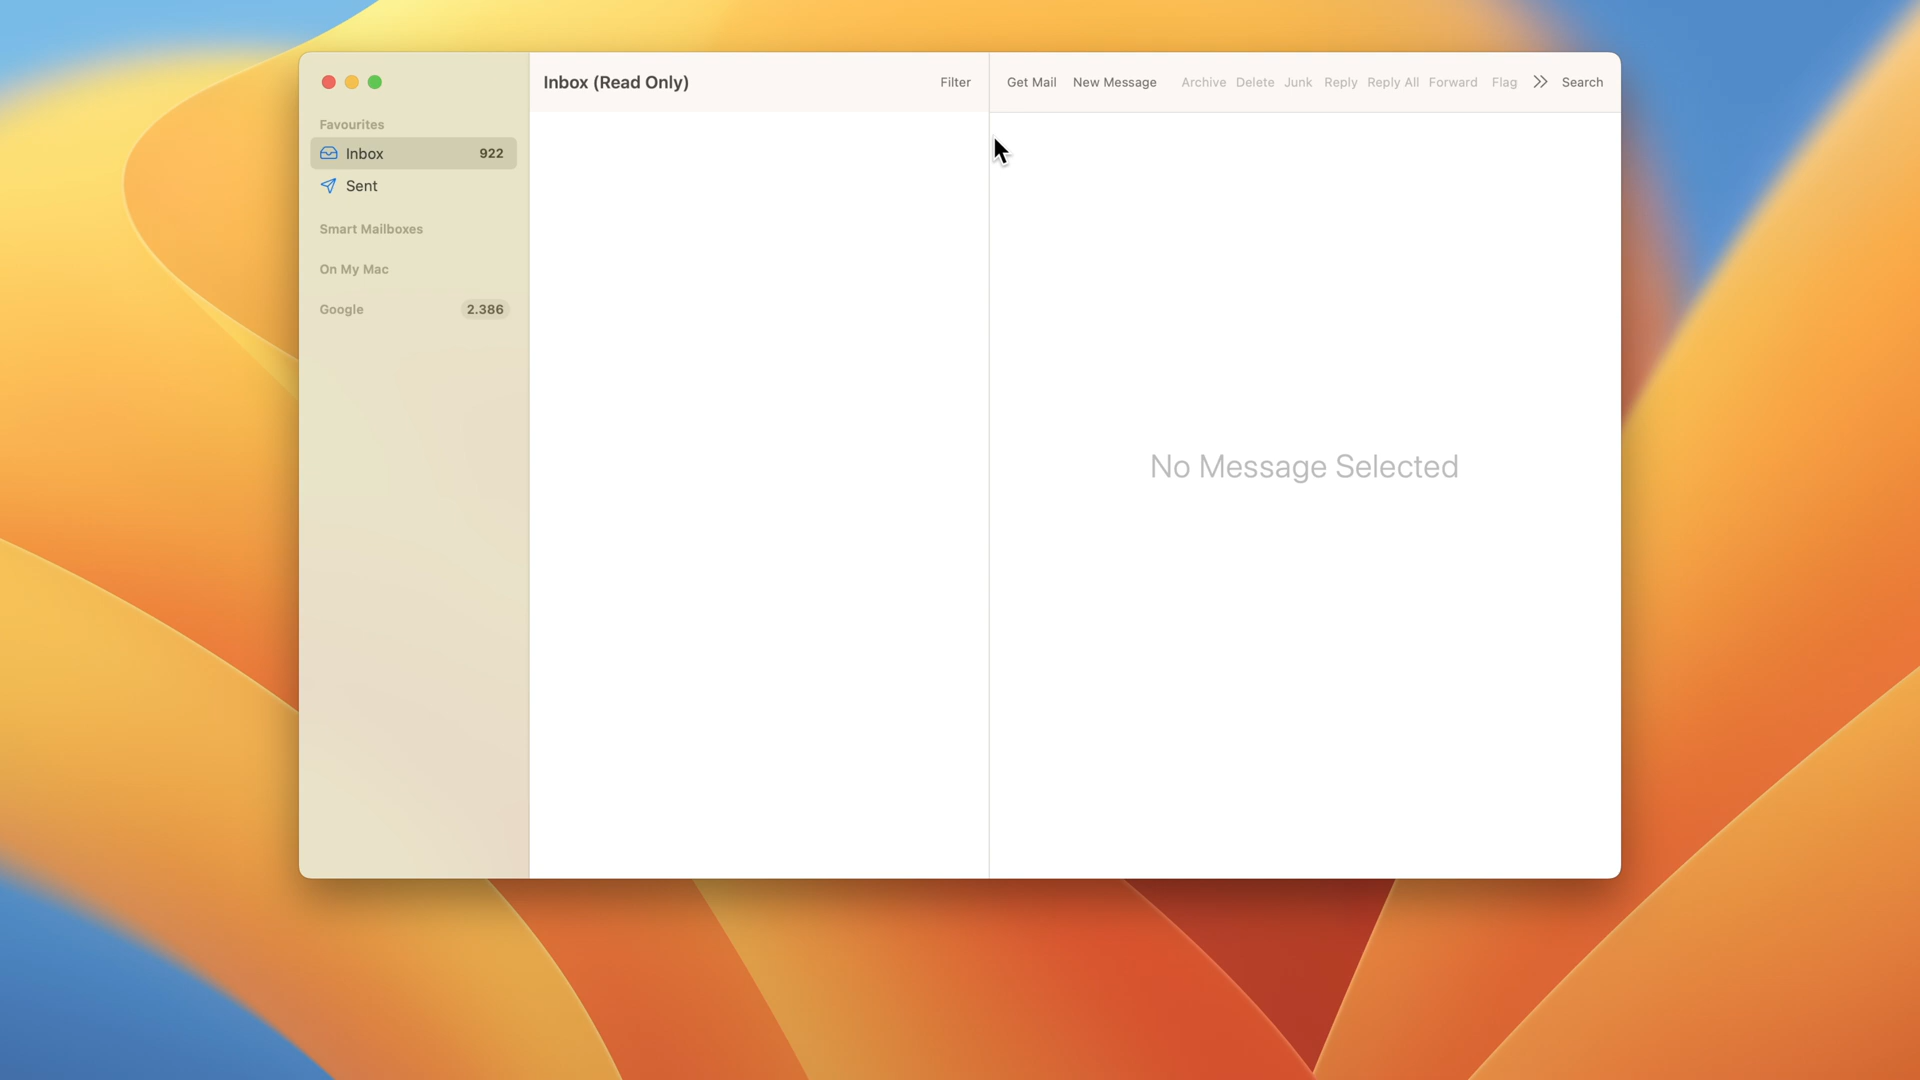 Inbox (Read Only)
Filter
Get Mail New Message Archive Delete Junk Reply Reply All Forward Flag Search
Favourites
Inbox 922
Sent
Smart Mailboxes
On My Mac
Google 2.386
No Message Selected